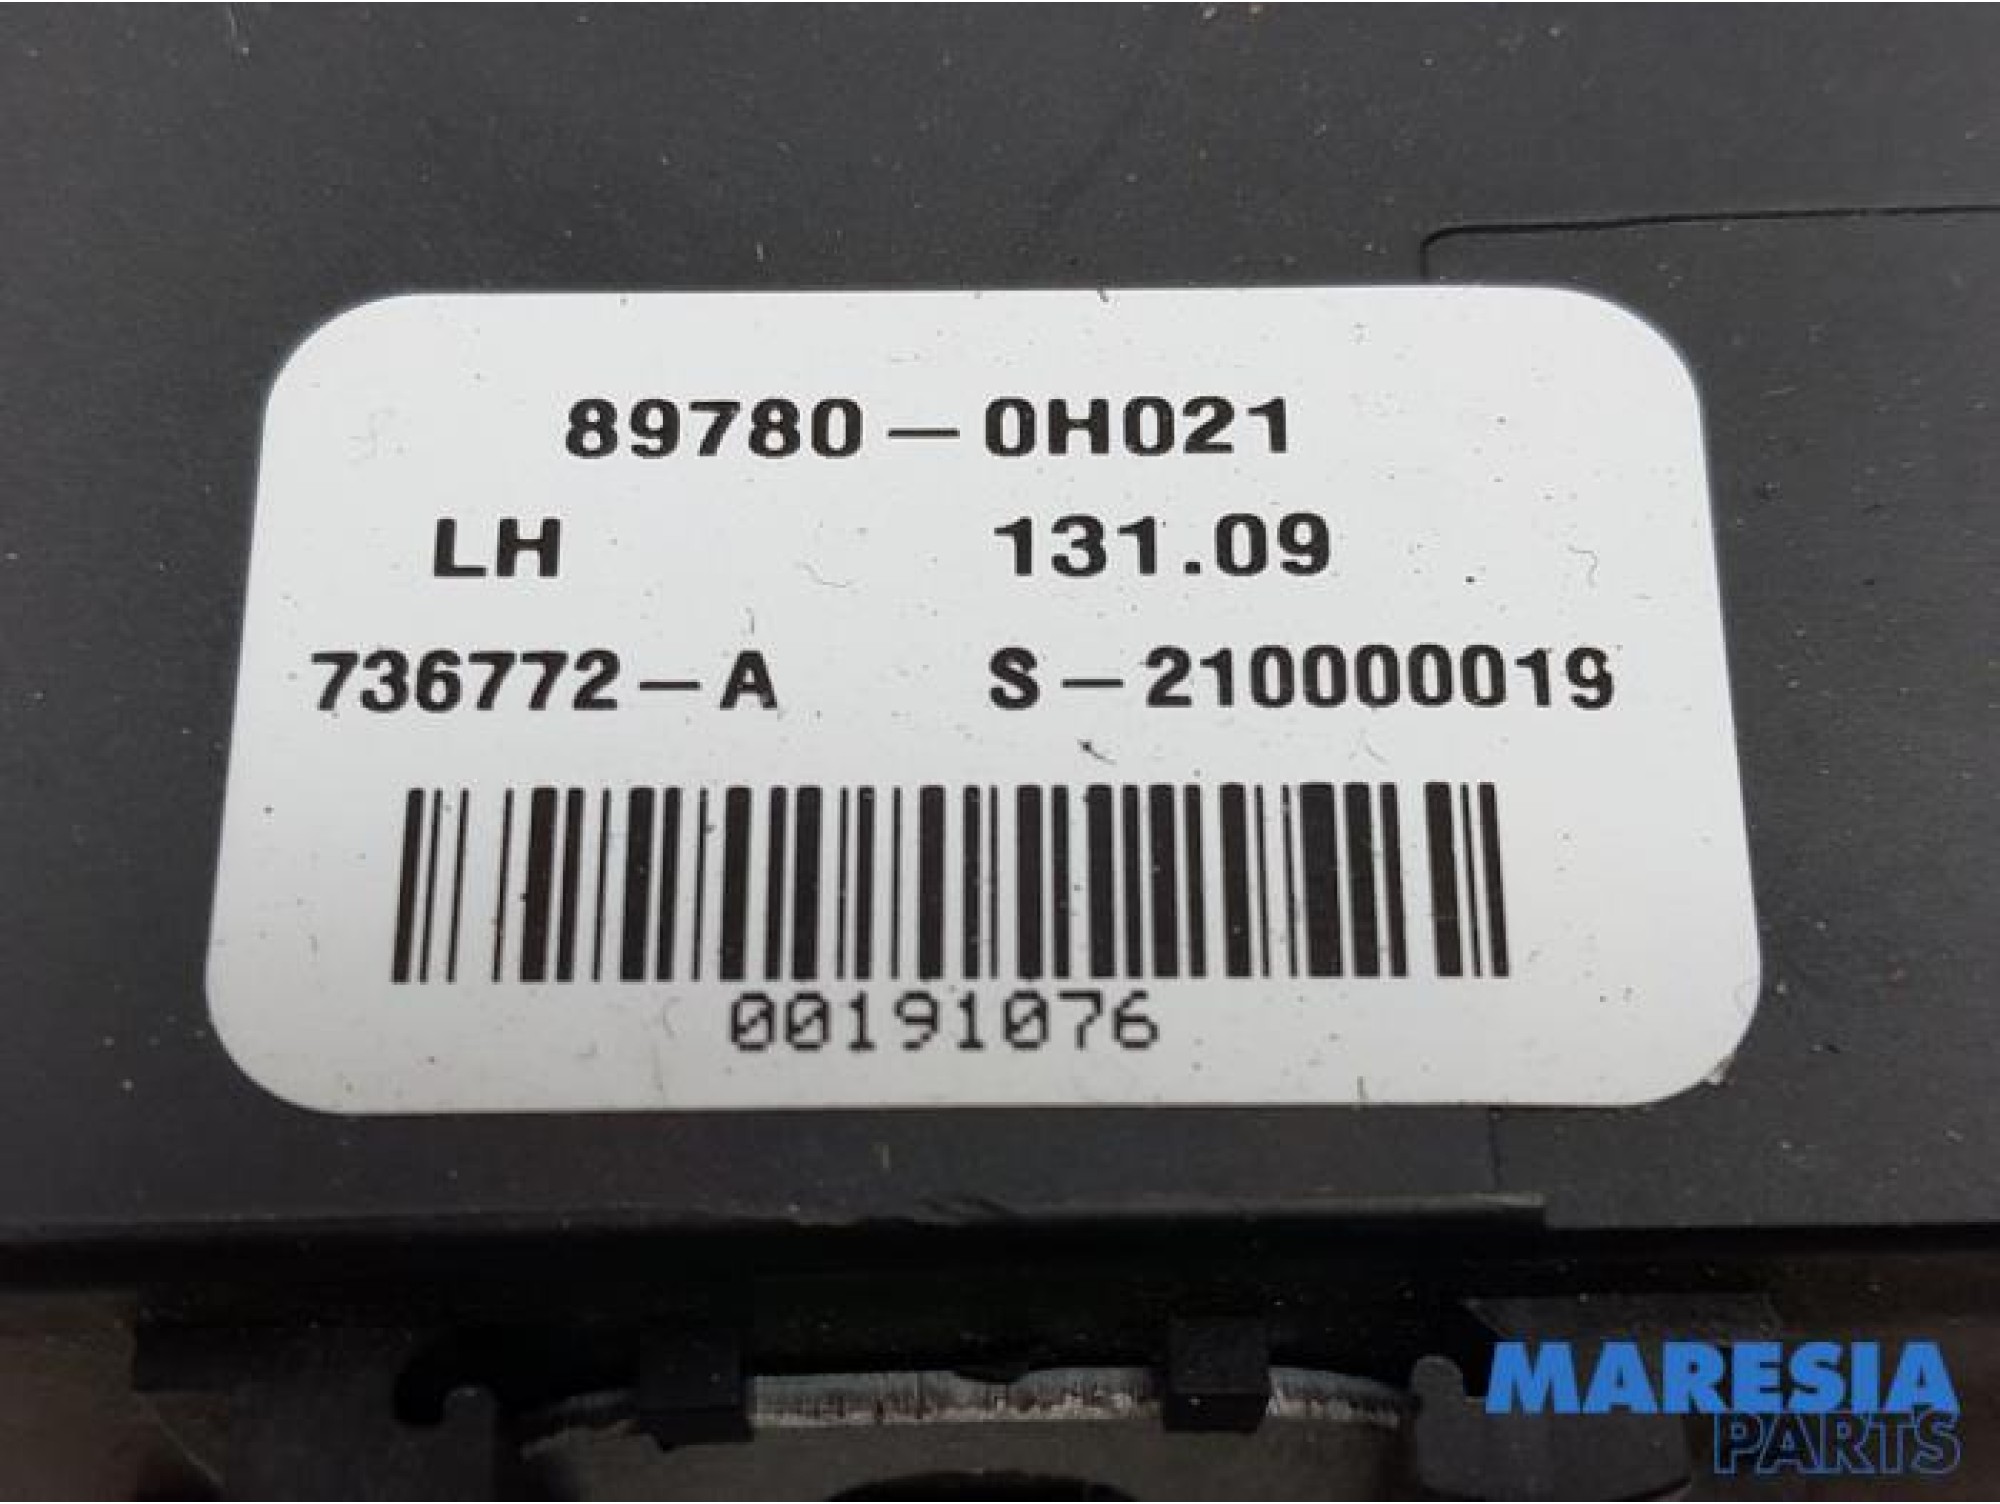 89780-0H021
LH 131.09
736772-A S-210000019
00191076
MARESIA
PARTS